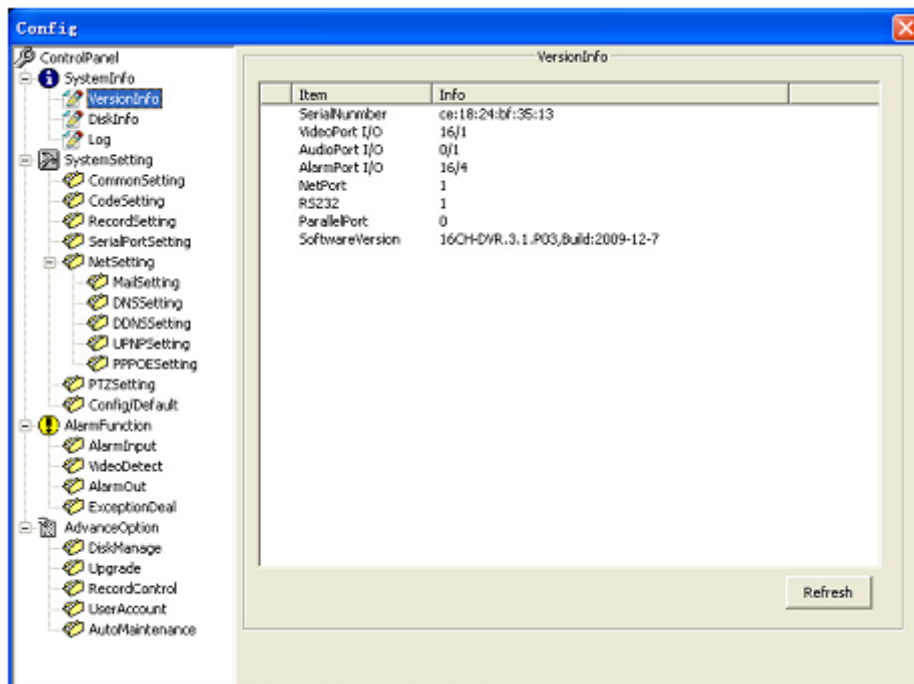 Config
ControlPanel
SystemInfo
VersionInfo
DiskInfo
Log
SystemSetting
CommonSetting
CodeSetting
RecordSetting
SerialPortSetting
NetSetting
MailSetting
DNSSetting
DDNSSetting
UPNPSetting
PPPOESetting
PTZSetting
Config/Default
AlarmFunction
AlarmInput
VideoDetect
AlarmOut
ExceptionDeal
AdvanceOption
DiskManage
Upgrade
RecordControl
UserAccount
AutoMaintenance
VersionInfo
Item Info
SerialNunmber ce:18:24:bf:35:13
VideoPort I/O 16/1
AudioPort I/O 0/1
AlarmPort I/O 16/4
NetPort 1
RS232 1
ParallelPort 0
SoftwareVersion 16CH-DVR.3.1.P03,Build:2009-12-7
Refresh